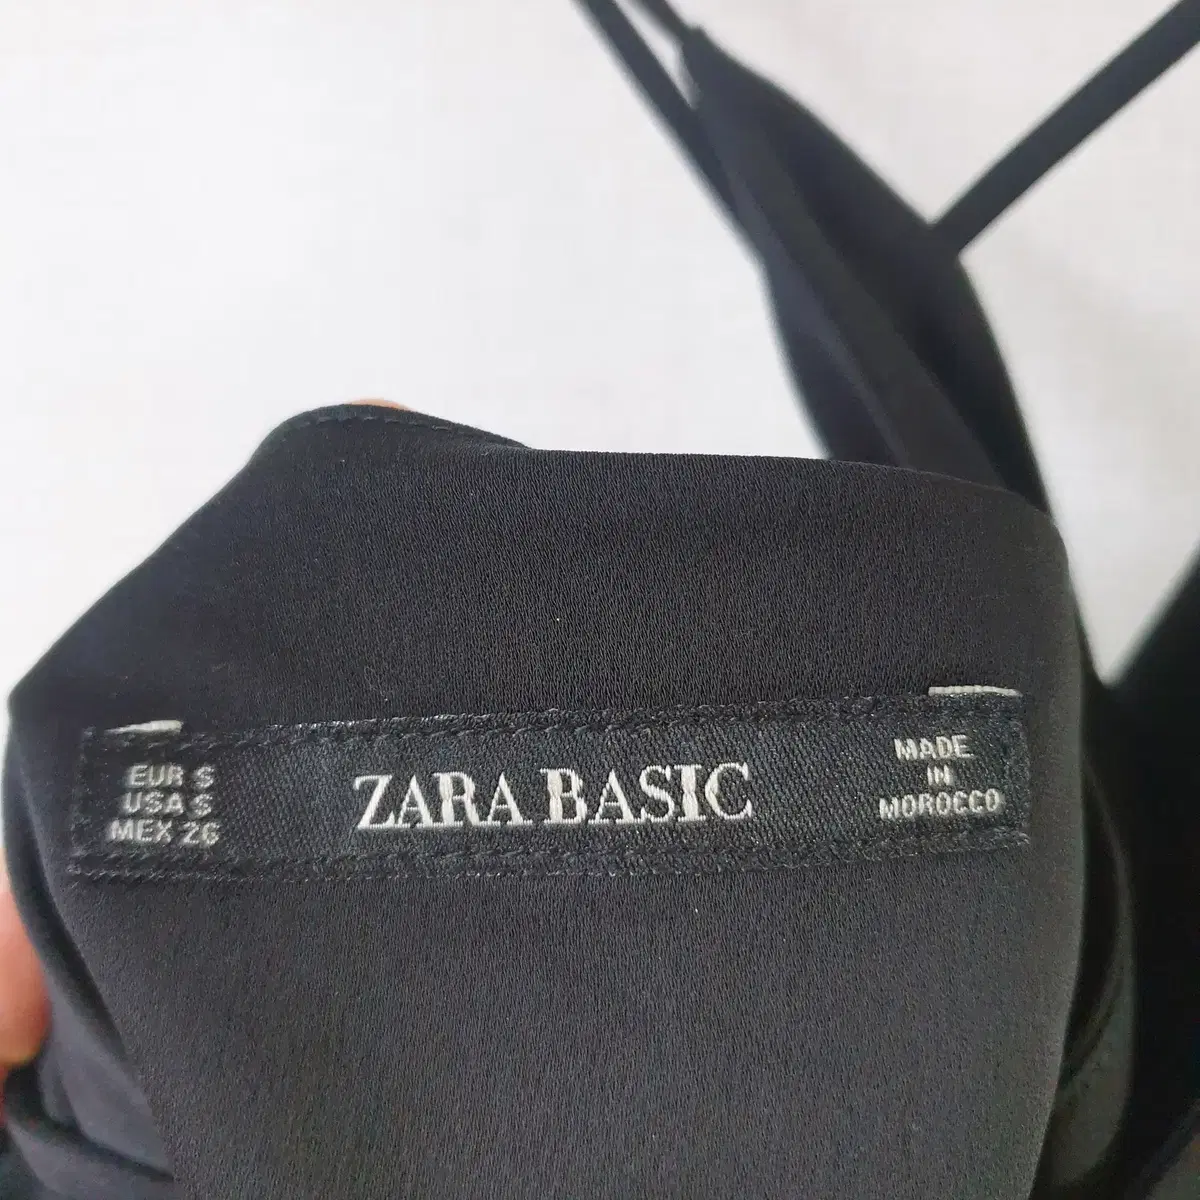 EUR S
USA S
MEX 26
ZARA BASIC
MADE
IN
MOROCCO